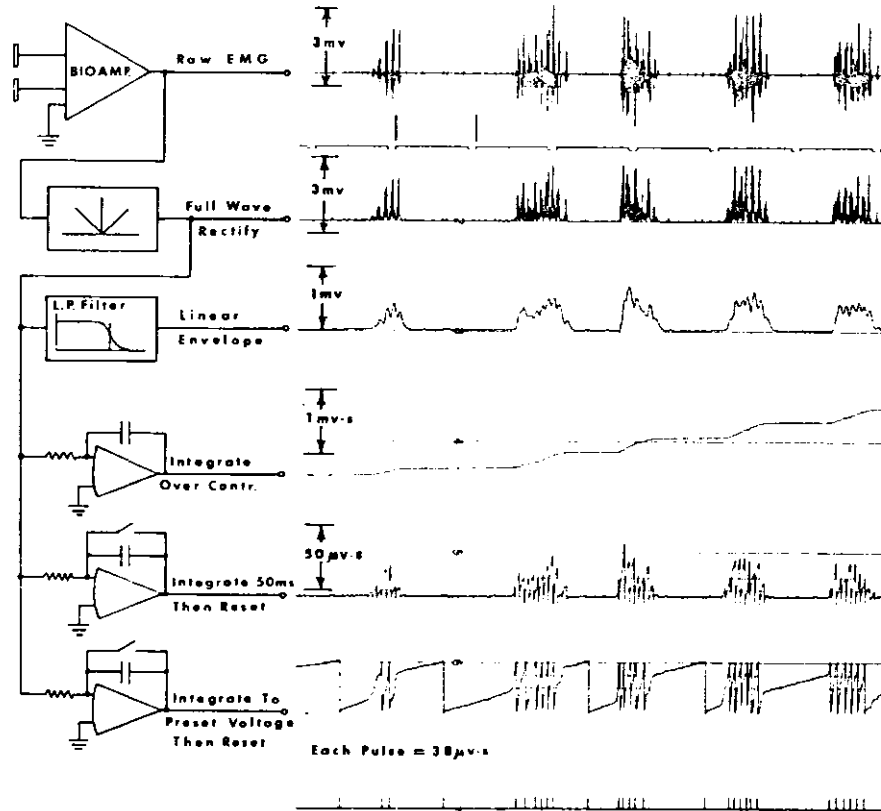 BIOAMP.
Raw EMG
3mv
Full Wave
Rectify
3mv
L.P. Filter
Linear
Envelope
1mv
Integrate
Over Contr.
1mv-s
Integrate 50ms
Then Reset
50μv-s
Integrate To
Preset Voltage
Then Reset
Each Pulse = 38μv-s